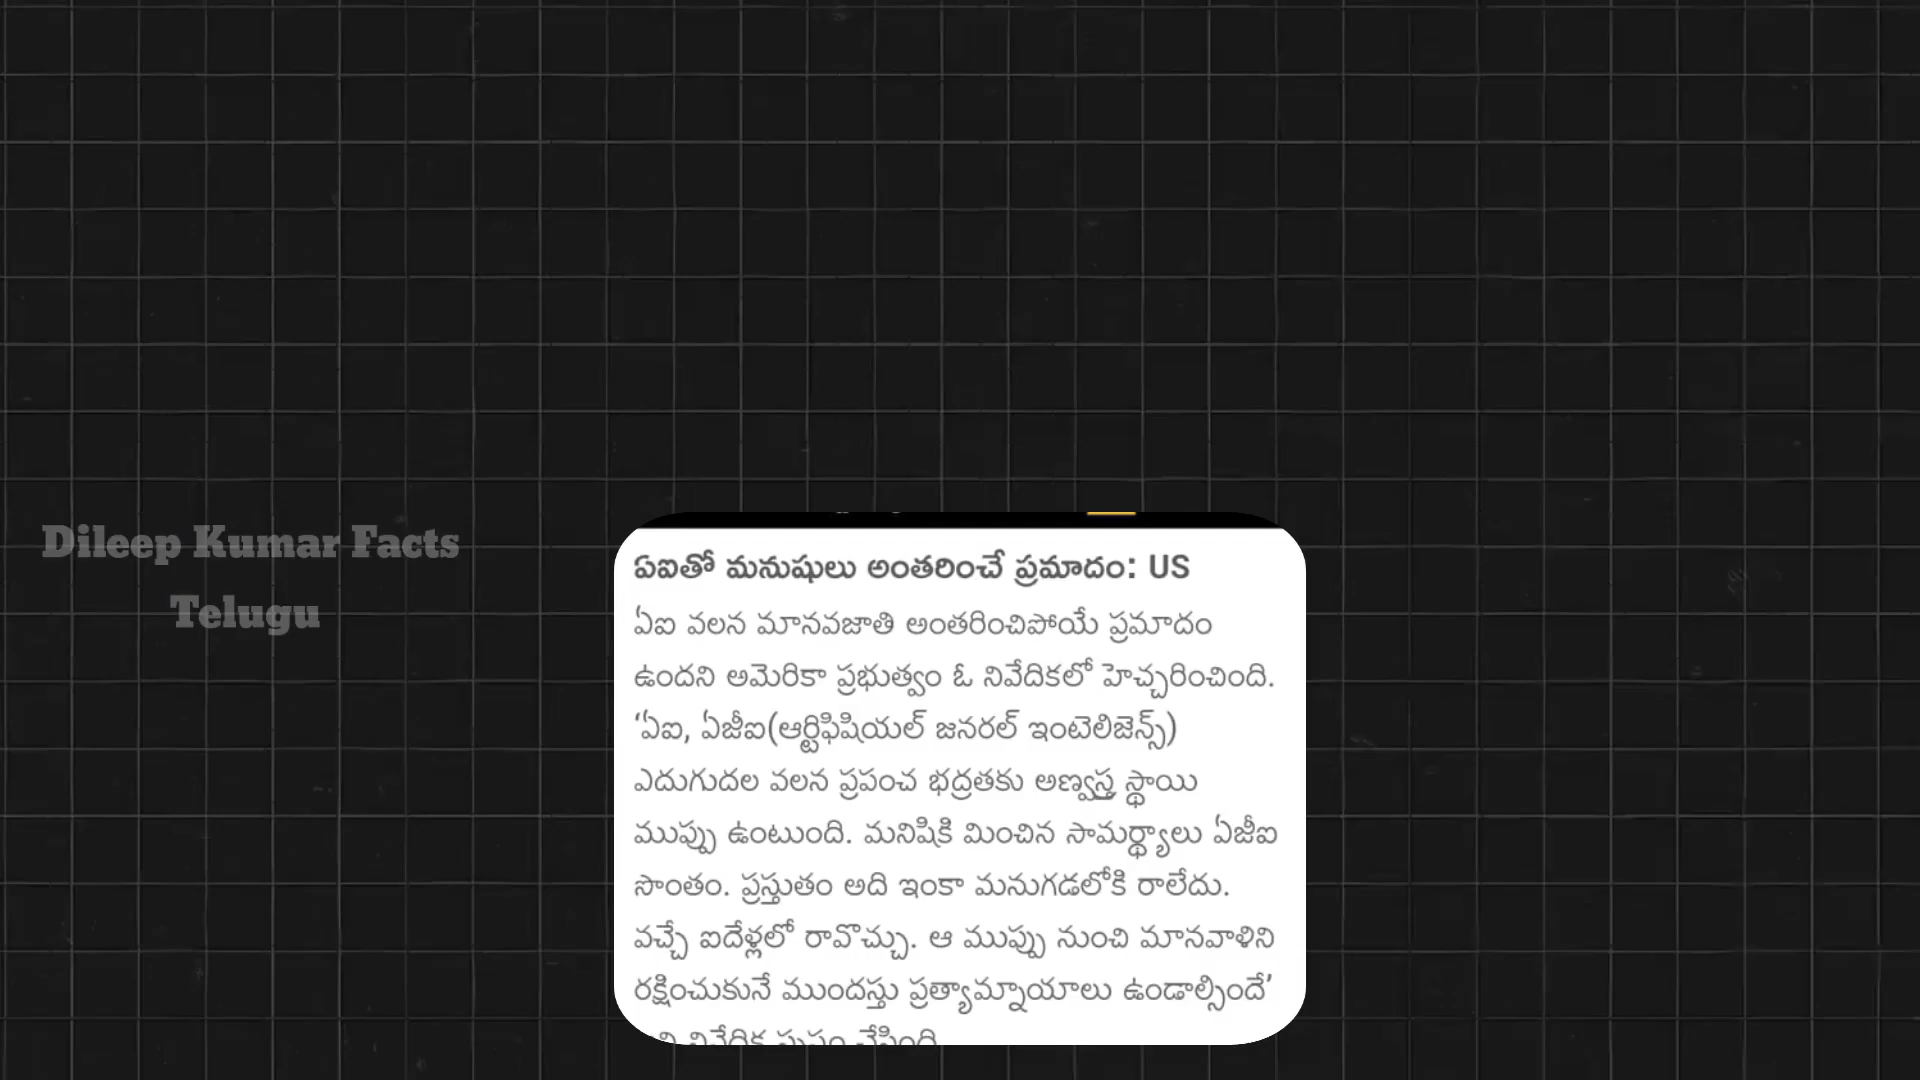 Dileep Kumar Facts
Telugu
ఏఐతో మనుషులు అంతరించే ప్రమాదం: US
ఏఐ వలన మానవజాతి అంతరించిపోయే ప్రమాదం
ఉందని అమెరికా ప్రభుత్వం ఓ నివేదికలో హెచ్చరించింది.
‘ఏఐ, ఏజీఐ(ఆర్టిఫిషియల్ జనరల్ ఇంటెలిజెన్స్)
ఎదుగుదల వలన ప్రపంచ భద్రతకు అణ్వస్త్ర స్థాయి
ముప్పు ఉంటుంది. మనిషికి మించిన సామర్థ్యాలు ఏజీఐ
సొంతం. ప్రస్తుతం అది ఇంకా మనుగడలోకి రాలేదు.
వచ్చే ఐదేళ్లలో రావొచ్చు. ఆ ముప్పు నుంచి మానవాళిని
రక్షించుకునే ముందస్తు ప్రత్యామ్నాయాలు ఉండాల్సిందే’